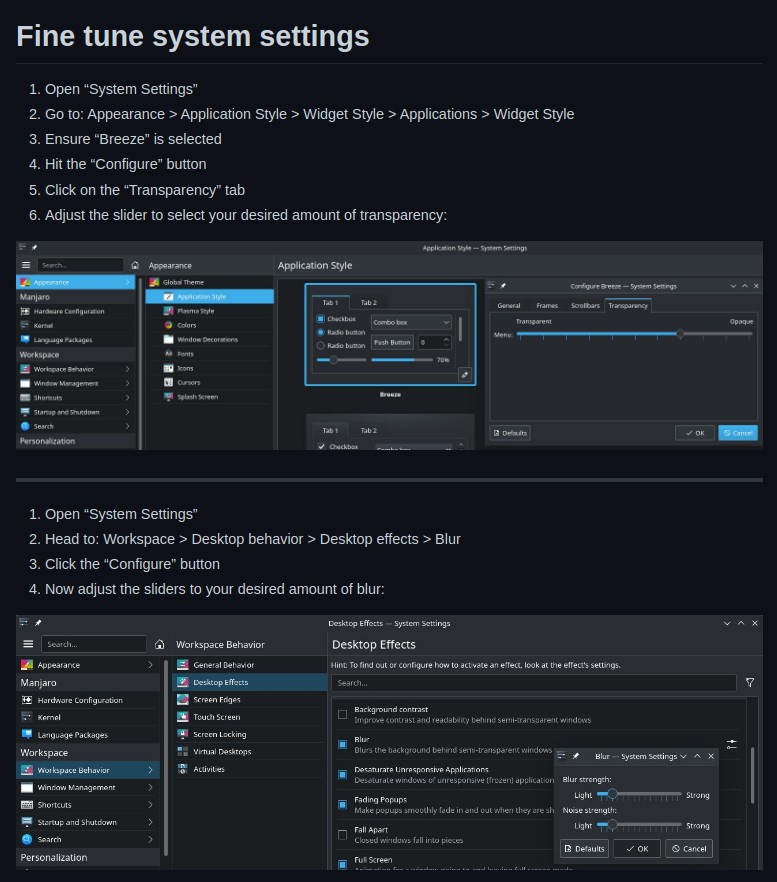 Fine tune system settings
1. Open “System Settings”
2. Go to: Appearance > Application Style > Widget Style > Applications > Widget Style
3. Ensure “Breeze” is selected
4. Hit the “Configure” button
5. Click on the “Transparency” tab
6. Adjust the slider to select your desired amount of transparency:
Application Style — System Settings
Search...
Appearance
Application Style
Appearance
Manjaro
Hardware Configuration
Kernel
Language Packages
Workspace
Workspace Behavior
Window Management
Shortcuts
Startup and Shutdown
Search
Personalization
Global Theme
Application Style
Plasma Style
Colors
Window Decorations
Fonts
Icons
Cursors
Splash Screen
Tab 1 Tab 2
Checkbox
Radio button
Radio button
Combo box
Push Button 0
70%
Breeze
Tab 1 Tab 2
Checkbox
Combo box
Configure Breeze — System Settings
General Frames Scrollbars Transparency
Transparent Opaque
Menu:
Defaults OK Cancel
1. Open “System Settings”
2. Head to: Workspace > Desktop behavior > Desktop effects > Blur
3. Click the “Configure” button
4. Now adjust the sliders to your desired amount of blur:
Desktop Effects — System Settings
Search...
Workspace Behavior
Desktop Effects
Appearance
Manjaro
Hardware Configuration
Kernel
Language Packages
Workspace
Workspace Behavior
Window Management
Shortcuts
Startup and Shutdown
Search
Personalization
General Behavior
Desktop Effects
Screen Edges
Touch Screen
Screen Locking
Virtual Desktops
Activities
Hint: To find out or configure how to activate an effect, look at the effect's settings.
Search...
Background contrast
Improve contrast and readability behind semi-transparent windows
Blur
Blurs the background behind semi-transparent windows
Desaturate Unresponsive Applications
Desaturate windows of unresponsive (frozen) application
Fading Popups
Make popups smoothly fade in and out when they are sh
Fall Apart
Closed windows fall into pieces
Full Screen
Blur — System Settings
Blur strength:
Light Strong
Noise strength:
Light Strong
Defaults OK Cancel